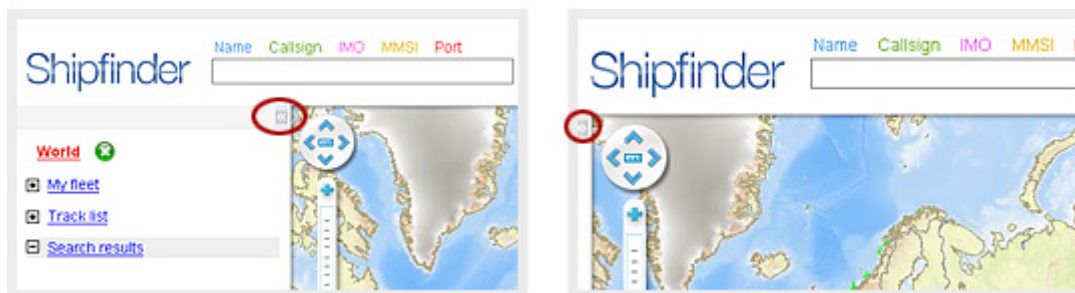 Name Callsign IMO MMSI Port
Shipfinder
World
My fleet
Track list
Search results
Name Callsign IMO MMSI
Shipfinder